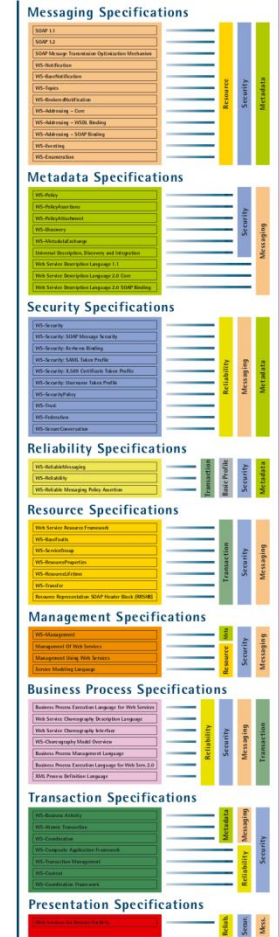 Messaging Specifications
SOAP 1.1
SOAP 1.2
SOAP Message Transmission Optimization Mechanism
WS-Notification
WS-BaseNotification
WS-Topics
WS-BrokeredNotification
WS-Addressing – Core
WS-Addressing – WSDL Binding
WS-Addressing – SOAP Binding
WS-Eventing
WS-Enumeration
Resource
Security
Metadata
Metadata Specifications
WS-Policy
WS-PolicyAssertions
WS-PolicyAttachment
WS-Discovery
WS-MetadataExchange
Universal Description, Discovery and Integration
Web Service Description Language 1.1
Web Service Description Language 2.0 Core
Web Service Description Language 2.0 SOAP Binding
Security
Messaging
Security Specifications
WS-Security
WS-Security: SOAP Message Security
WS-Security: Kerberos Binding
WS-Security: SAML Token Profile
WS-Security: X.509 Certificate Token Profile
WS-Security: Username Token Profile
WS-SecurityPolicy
WS-Trust
WS-Federation
WS-SecureConversation
Reliability
Messaging
Metadata
Reliability Specifications
WS-ReliableMessaging
WS-Reliability
WS-Reliable Messaging Policy Assertion
Transaction
Basic Profile
Security
Metadata
Resource Specifications
Web Service Resource Framework
WS-BaseFaults
WS-ServiceGroup
WS-ResourceProperties
WS-ResourceLifetime
WS-Transfer
Resource Representation SOAP Header Block (RRSHB)
Transaction
Security
Messaging
Management Specifications
WS-Management
Management Of Web Services
Management Using Web Services
Service Modeling Language
Meta
Resource
Security
Messaging
Business Process Specifications
Business Process Execution Language for Web Services
Web Service Choreography Description Language
Web Service Choreography Interface
WS-Choreography Model Overview
Business Process Management Language
Business Process Execution Language for Web Serv. 2.0
XML Process Definition Language
Reliability
Security
Messaging
Transaction
Transaction Specifications
WS-Business Activity
WS-Atomic Transaction
WS-Coordination
WS-Composite Application Framework
WS-Transaction Management
WS-Context
WS-Coordination Framework
Metadata
Messaging
Reliability
Security
Presentation Specifications
Reliab.
Secur.
Mess.